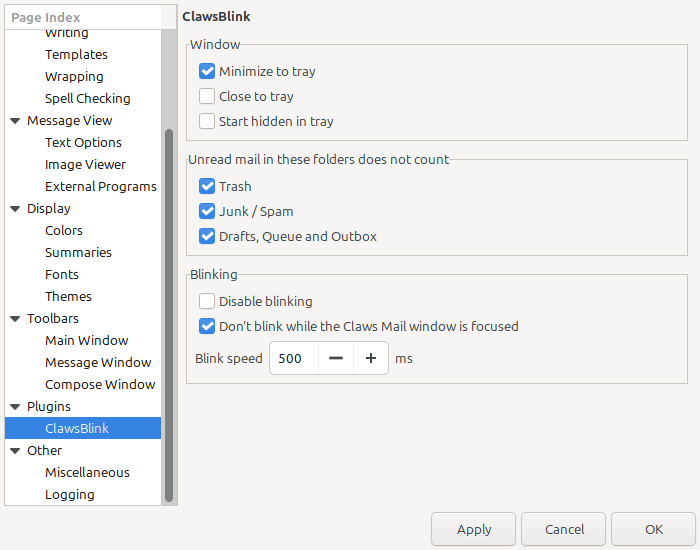 Page Index
Writing
Templates
Wrapping
Spell Checking
Message View
Text Options
Image Viewer
External Programs
Display
Colors
Summaries
Fonts
Themes
Toolbars
Main Window
Message Window
Compose Window
Plugins
ClawsBlink
Other
Miscellaneous
Logging
ClawsBlink
Window
Minimize to tray
Close to tray
Start hidden in tray
Unread mail in these folders does not count
Trash
Junk / Spam
Drafts, Queue and Outbox
Blinking
Disable blinking
Don't blink while the Claws Mail window is focused
Blink speed 500 ms
Apply Cancel OK